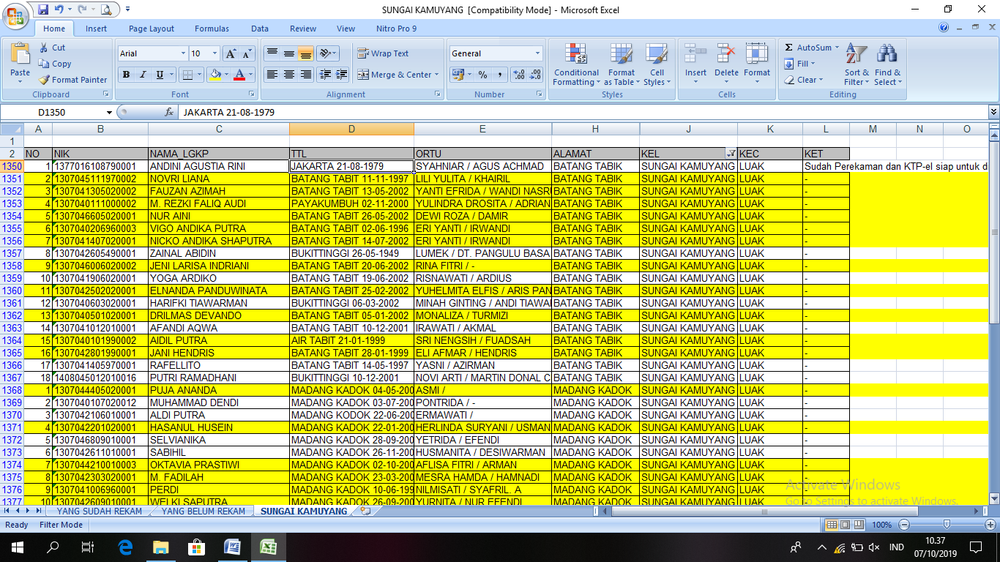 SUNGAI KAMUYANG [Compatibility Mode] - Microsoft Excel
Home Insert Page Layout Formulas Data Review View Nitro Pro 9
Paste Cut Copy Format Painter Clipboard
Arial 10 A A B I U A Font
Wrap Text Merge & Center Alignment
General % , Number
Conditional Formatting Format as Table Cell Styles Styles
Insert Delete Format Cells
Σ AutoSum Fill Clear Sort & Filter Find & Select Editing
D1350 fx JAKARTA 21-08-1979
A B C D E H J K L M N O
1
2 NO NIK NAMA_LGKP TTL ORTU ALAMAT KEL KEC KET
1350 1 1377016108790001 ANDINI AGUSTIA RINI JAKARTA 21-08-1979 SYAHNIAR / AGUS ACHMAD BATANG TABIK SUNGAI KAMUYANG LUAK Sudah Perekaman dan KTP-el siap untuk d
1351 2 1307045111970002 NOVRI LIANA BATANG TABIT 11-11-1997 LILI YULITA / KHAIRIL BATANG TABIK SUNGAI KAMUYANG LUAK -
1352 3 1307041305020002 FAUZAN AZIMAH BATANG TABIT 13-05-2002 YANTI EFRIDA / WANDI NASR BATANG TABIK SUNGAI KAMUYANG LUAK -
1353 4 1307040111000002 M. REZKI FALIQ AUDI PAYAKUMBUH 02-11-2000 YULINDRA DROSITA / ADRIAN BATANG TABIK SUNGAI KAMUYANG LUAK -
1354 5 1307046605020001 NUR AINI BATANG TABIT 26-05-2002 DEWI ROZA / DAMIR BATANG TABIK SUNGAI KAMUYANG LUAK -
1355 6 1307040206960003 VIGO ANDIKA PUTRA BATANG TABIT 02-06-1996 ERI YANTI / IRWANDI BATANG TABIK SUNGAI KAMUYANG LUAK -
1356 7 1307041407020001 NICKO ANDIKA SHAPUTRA BATANG TABIT 14-07-2002 ERI YANTI / IRWANDI BATANG TABIK SUNGAI KAMUYANG LUAK -
1357 8 1307042605490001 ZAINAL ABIDIN BUKITTINGGI 26-05-1949 LUMEK / DT. PANGULU BASA BATANG TABIK SUNGAI KAMUYANG LUAK -
1358 9 1307046006020002 JENI LARISA INDRIANI BATANG TABIT 20-06-2002 RINA FITRI / - BATANG TABIK SUNGAI KAMUYANG LUAK -
1359 10 1307041906020001 YOGA ARDIKO BATANG TABIT 19-06-2002 RISNAWATI / ARDIUS BATANG TABIK SUNGAI KAMUYANG LUAK -
1360 11 1307042502020001 ELNANDA PANDUWINATA BATANG TABIT 25-02-2002 YUHELMITA ELFIS / ARIS PAN BATANG TABIK SUNGAI KAMUYANG LUAK -
1361 12 1307040603020001 HARIFKI TIAWARMAN BUKITTINGGI 06-03-2002 MINAH GINTING / ANDI TIAWA BATANG TABIK SUNGAI KAMUYANG LUAK -
1362 13 1307040501020001 DRILMAS DEVANDO BATANG TABIT 05-01-2002 MONALIZA / TURMIZI BATANG TABIK SUNGAI KAMUYANG LUAK -
1363 14 1307041012010001 AFANDI AQWA BATANG TABIT 10-12-2001 IRAWATI / AKMAL BATANG TABIK SUNGAI KAMUYANG LUAK -
1364 15 1307040101990002 AIDIL PUTRA AIR TABIT 21-01-1999 SRI NENGSIH / FUADSAH BATANG TABIK SUNGAI KAMUYANG LUAK -
1365 16 1307042801990001 JANI HENDRIS BATANG TABIT 28-01-1999 ELI AFMAR / HENDRIS BATANG TABIK SUNGAI KAMUYANG LUAK -
1366 17 1307041405970001 RAFELLITO BATANG TABIT 14-05-1997 YASNI / AZIRMAN BATANG TABIK SUNGAI KAMUYANG LUAK -
1367 18 1408045012010016 PUTRI RAMADHANI BUKITTINGGI 10-12-2001 NOVI ARTI / MARTIN DONAL C BATANG TABIK SUNGAI KAMUYANG LUAK -
1368 1 1307044405020001 PUJA ANANDA MADANG KADOK 04-05-200 ASMI / MADANG KADOK SUNGAI KAMUYANG LUAK -
1369 2 1307040107020012 MUHAMMAD DENDI MADANG KADOK 03-07-200 PONTRIDA / - MADANG KADOK SUNGAI KAMUYANG LUAK -
1370 3 1307042106010001 ALDI PUTRA MADANG KODOK 22-06-200 ERMAWATI / MADANG KADOK SUNGAI KAMUYANG LUAK -
1371 4 1307042201020001 HASANUL HUSEIN MADANG KADOK 22-01-200 HERLINDA SURYANI / USMAN MADANG KADOK SUNGAI KAMUYANG LUAK -
1372 5 1307046809010001 SELVIANIKA MADANG KADOK 28-09-200 YETRIDA / EFENDI MADANG KADOK SUNGAI KAMUYANG LUAK -
1373 6 1307042611010001 SABIHIL MADANG KADOK 26-11-200 HUSMANITA / DESIWARMAN MADANG KADOK SUNGAI KAMUYANG LUAK -
1374 7 1307044210010003 OKTAVIA PRASTIWI MADANG KADOK 02-10-200 AFLISA FITRI / ARMAN MADANG KADOK SUNGAI KAMUYANG LUAK -
1375 8 1307042303020001 M. FADILAH MADANG KADOK 23-03-200 MESRA HAMDA / HAMNADI MADANG KADOK SUNGAI KAMUYANG LUAK -
1376 9 1307041006960001 PERDI MADANG KADOK 10-06-199 NILMISATI / SYAFRIL. A MADANG KADOK SUNGAI KAMUYANG LUAK -
1377 10 1307042609010001 WELKI SAPUTRA MADANG KADOK 26-09-200 YURNITA / NUR EFENDI MADANG KADOK SUNGAI KAMUYANG LUAK -
Activate Windows
Go to Settings to activate Windows.
YANG SUDAH REKAM YANG BELUM REKAM SUNGAI KAMUYANG
Ready Filter Mode 100%
IND 10.37
07/10/2019